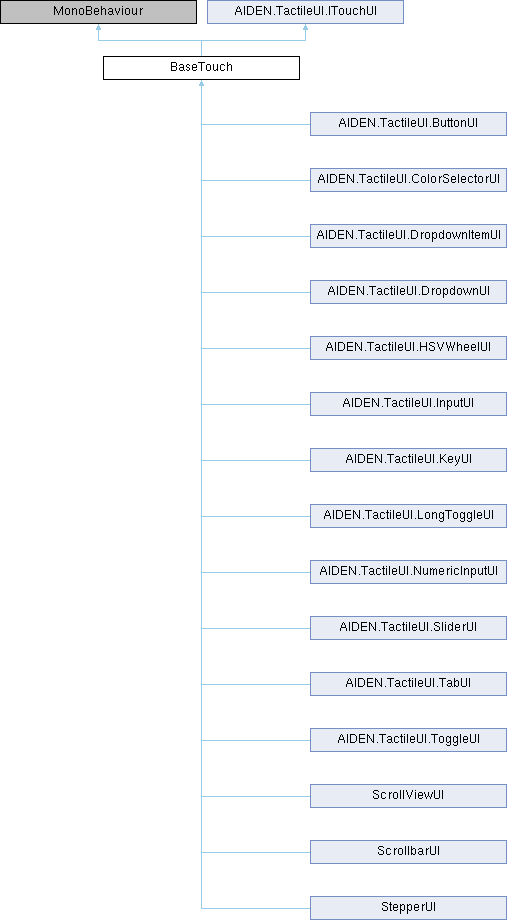 MonoBehaviour
AIDEN.TactileUI.ITouchUI
BaseTouch
AIDEN.TactileUI.ButtonUI
AIDEN.TactileUI.ColorSelectorUI
AIDEN.TactileUI.DropdownItemUI
AIDEN.TactileUI.DropdownUI
AIDEN.TactileUI.HSVWheelUI
AIDEN.TactileUI.InputUI
AIDEN.TactileUI.KeyUI
AIDEN.TactileUI.LongToggleUI
AIDEN.TactileUI.NumericInputUI
AIDEN.TactileUI.SliderUI
AIDEN.TactileUI.TabUI
AIDEN.TactileUI.ToggleUI
ScrollViewUI
ScrollbarUI
StepperUI